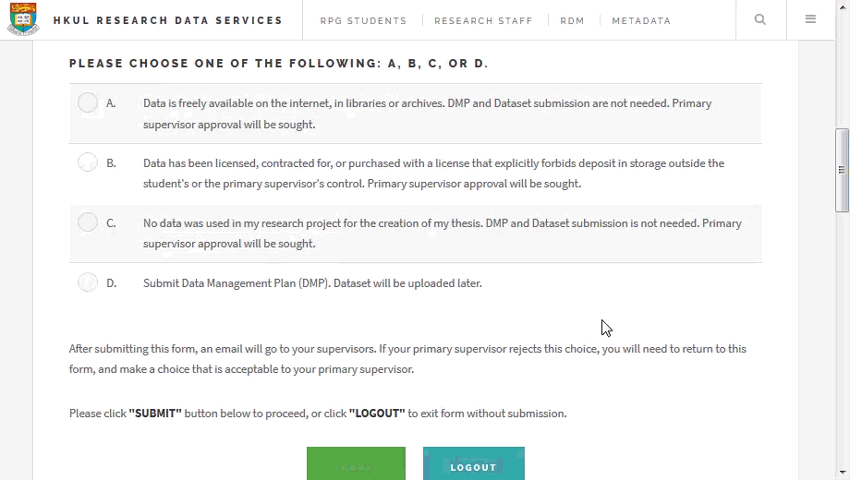 HKUL RESEARCH DATA SERVICES
RPG STUDENTS
RESEARCH STAFF
RDM
METADATA
PLEASE CHOOSE ONE OF THE FOLLOWING: A, B, C, OR D.
A. Data is freely available on the internet, in libraries or archives. DMP and Dataset submission are not needed. Primary
supervisor approval will be sought.
B. Data has been licensed, contracted for, or purchased with a license that explicitly forbids deposit in storage outside the
student's or the primary supervisor's control. Primary supervisor approval will be sought.
C. No data was used in my research project for the creation of my thesis. DMP and Dataset submission is not needed. Primary
supervisor approval will be sought.
D. Submit Data Management Plan (DMP). Dataset will be uploaded later.
After submitting this form, an email will go to your supervisors. If your primary supervisor rejects this choice, you will need to return to this
form, and make a choice that is acceptable to your primary supervisor.
Please click "SUBMIT" button below to proceed, or click "LOGOUT" to exit form without submission.
LOGOUT